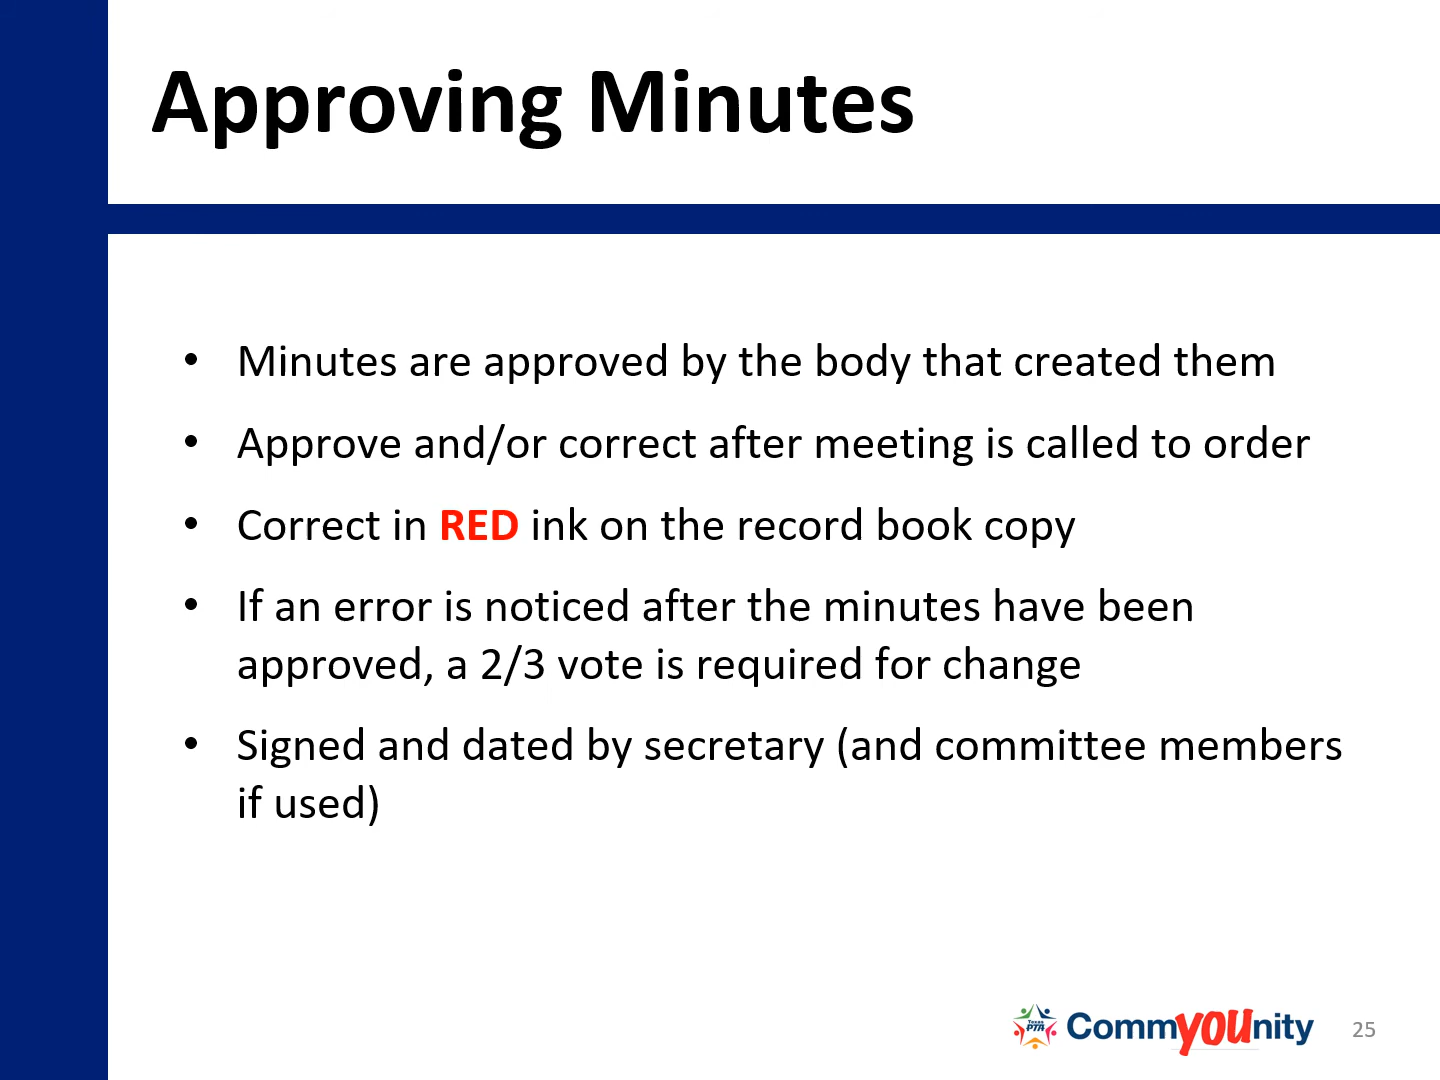 Approving Minutes
• Minutes are approved by the body that created them
• Approve and/or correct after meeting is called to order
• Correct in RED ink on the record book copy
• If an error is noticed after the minutes have been
approved, a 2/3 vote is required for change
• Signed and dated by secretary (and committee members
if used)
Texas
PTA
CommYOUnity
25